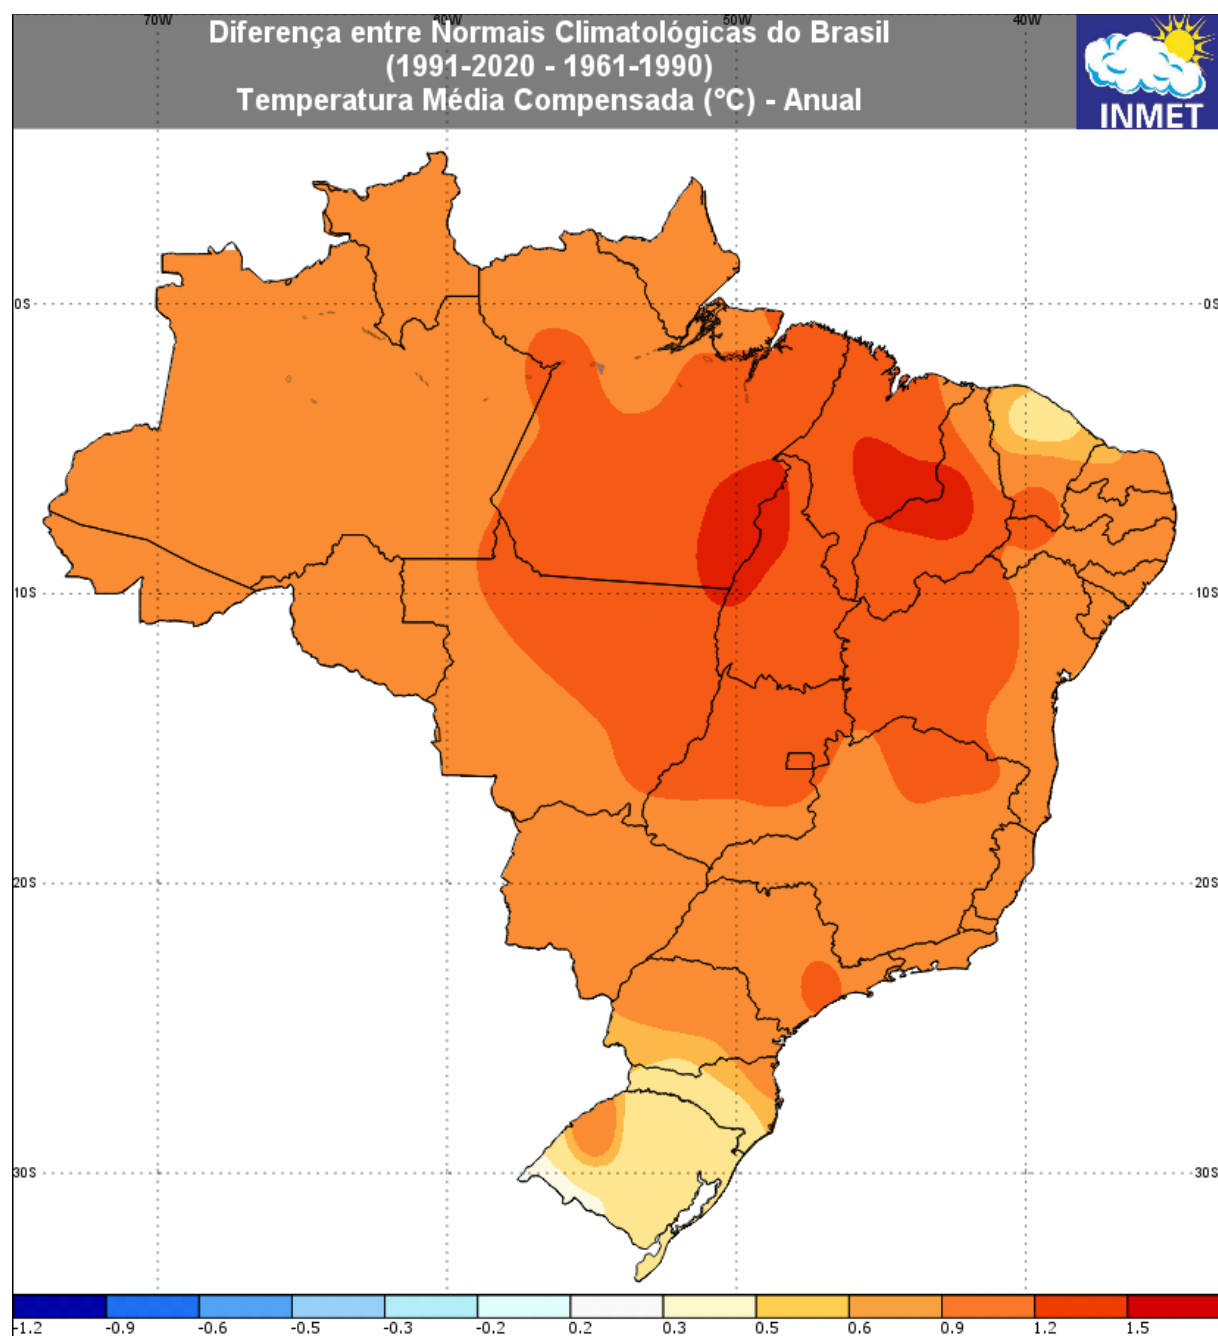 70W 60W 50W 40W
Diferença entre Normais Climatológicas do Brasil
(1991-2020 - 1961-1990)
Temperatura Média Compensada (°C) - Anual
INMET
0S 0S
10S 10S
20S 20S
30S 30S
-1.2 -0.9 -0.6 -0.5 -0.3 -0.2 0.2 0.3 0.5 0.6 0.9 1.2 1.5